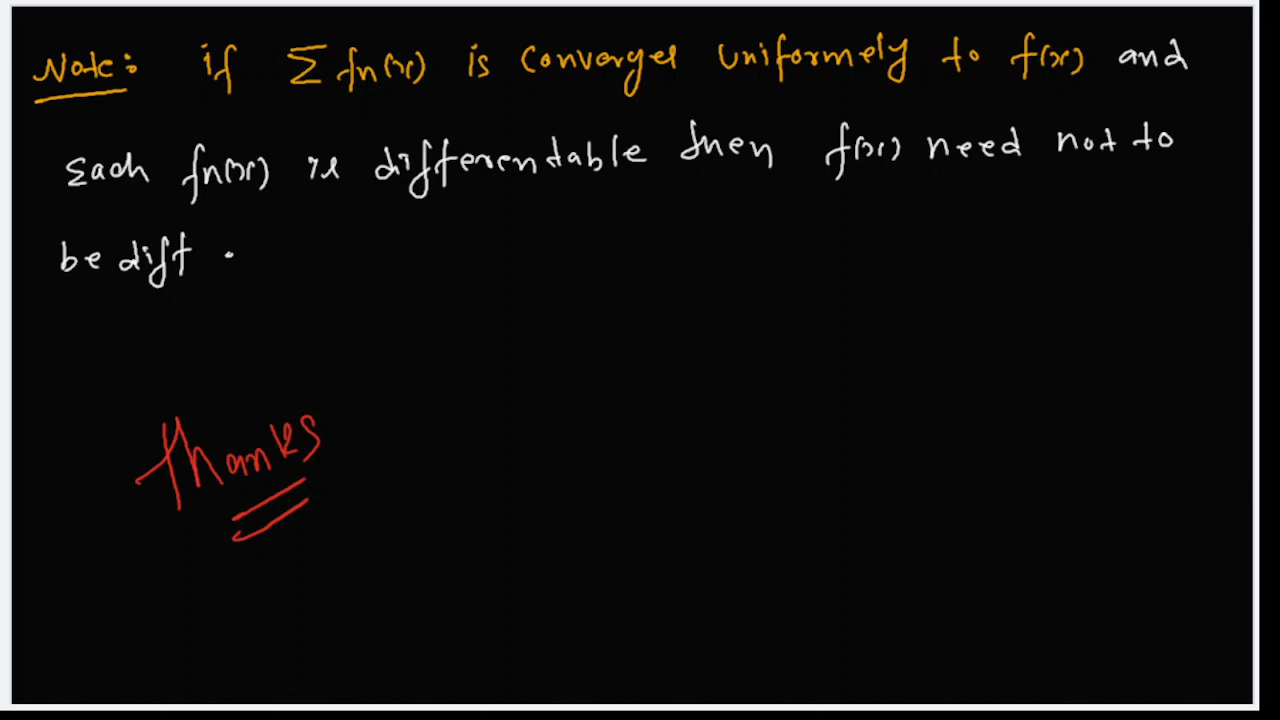 Note: if Σ fn(x) is converges uniformely to f(x) and
Each fn(x) is differentable then f(x) need not to
be diff .
Thanks